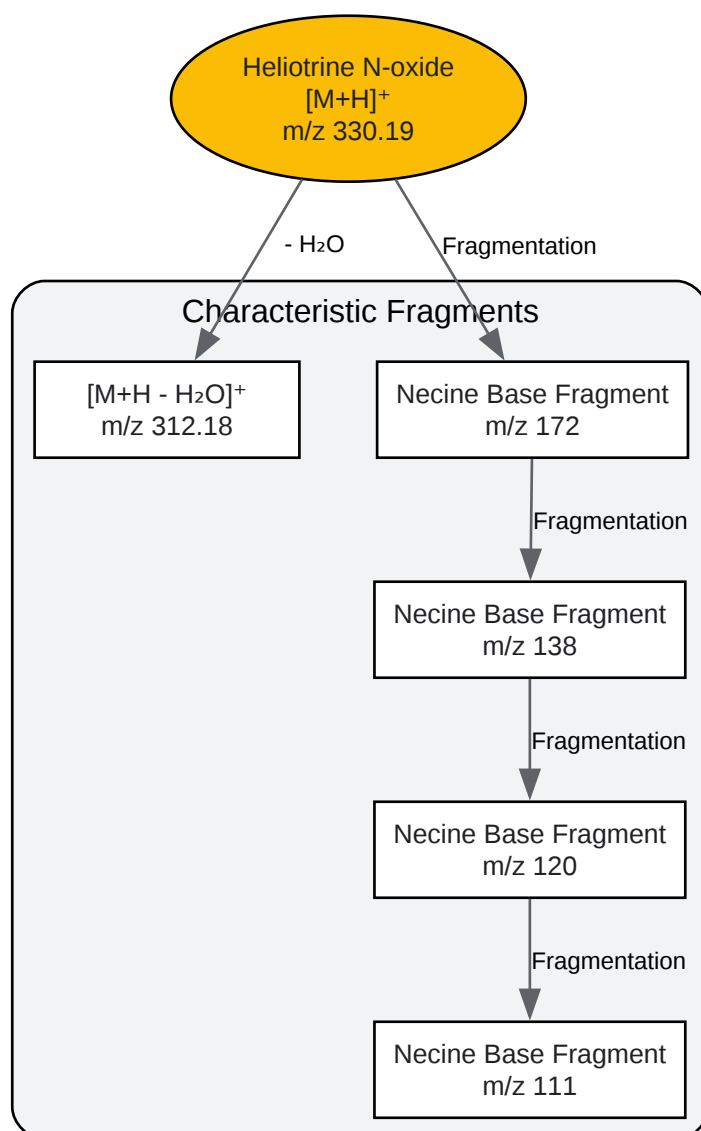 Heliotrine N-oxide
[M+H]⁺
m/z 330.19
- H₂O
Fragmentation
Characteristic Fragments
[M+H - H₂O]⁺
m/z 312.18
Necine Base Fragment
m/z 172
Fragmentation
Necine Base Fragment
m/z 138
Fragmentation
Necine Base Fragment
m/z 120
Fragmentation
Necine Base Fragment
m/z 111